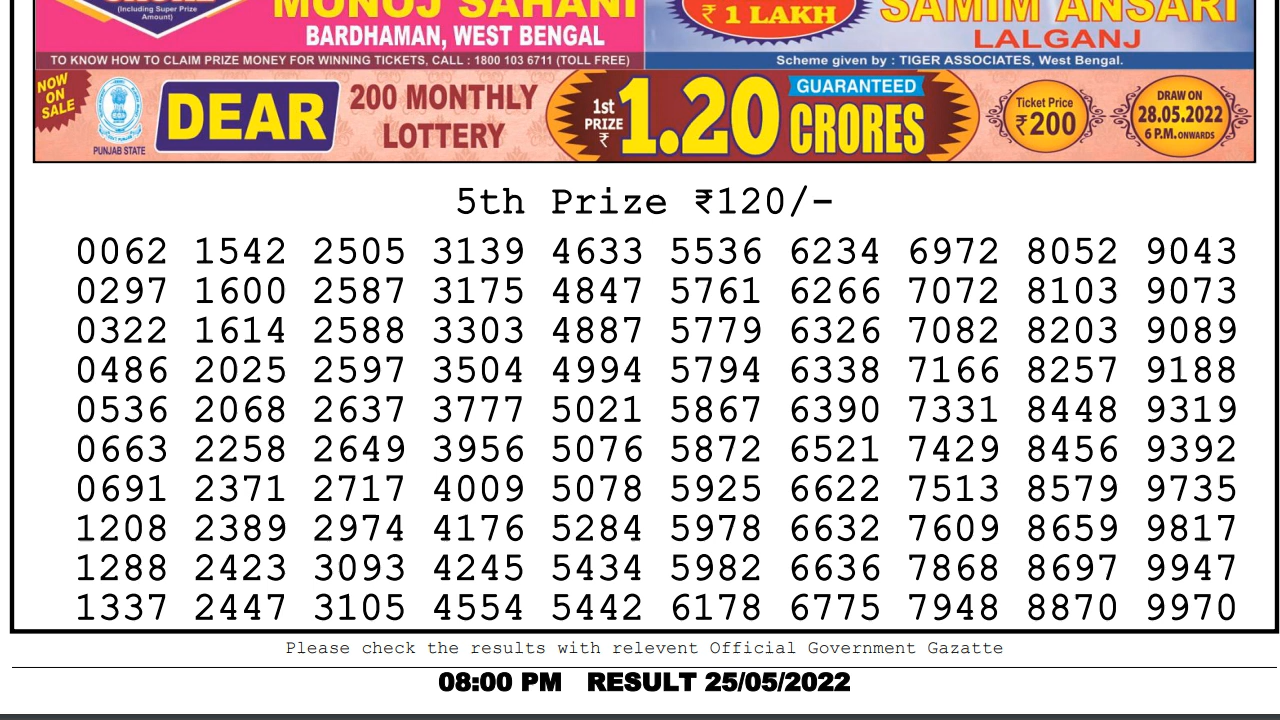 (Including Super Prize
Amount)
MONOJ SAHANI
BARDHAMAN, WEST BENGAL
TO KNOW HOW TO CLAIM PRIZE MONEY FOR WINNING TICKETS, CALL : 1800 103 6711 (TOLL FREE)
₹ 1 LAKH
SAMIM ANSARI
LALGANJ
Scheme given by : TIGER ASSOCIATES, West Bengal.
NOW
ON
SALE
PUNJAB STATE
DEAR
200 MONTHLY
LOTTERY
1st
PRIZE
₹
1.20
GUARANTEED
CRORES
Ticket Price
₹200
DRAW ON
28.05.2022
6 P.M. ONWARDS
5th Prize ₹120/-
0062 1542 2505 3139 4633 5536 6234 6972 8052 9043
0297 1600 2587 3175 4847 5761 6266 7072 8103 9073
0322 1614 2588 3303 4887 5779 6326 7082 8203 9089
0486 2025 2597 3504 4994 5794 6338 7166 8257 9188
0536 2068 2637 3777 5021 5867 6390 7331 8448 9319
0663 2258 2649 3956 5076 5872 6521 7429 8456 9392
0691 2371 2717 4009 5078 5925 6622 7513 8579 9735
1208 2389 2974 4176 5284 5978 6632 7609 8659 9817
1288 2423 3093 4245 5434 5982 6636 7868 8697 9947
1337 2447 3105 4554 5442 6178 6775 7948 8870 9970
Please check the results with relevent Official Government Gazatte
08:00 PM RESULT 25/05/2022